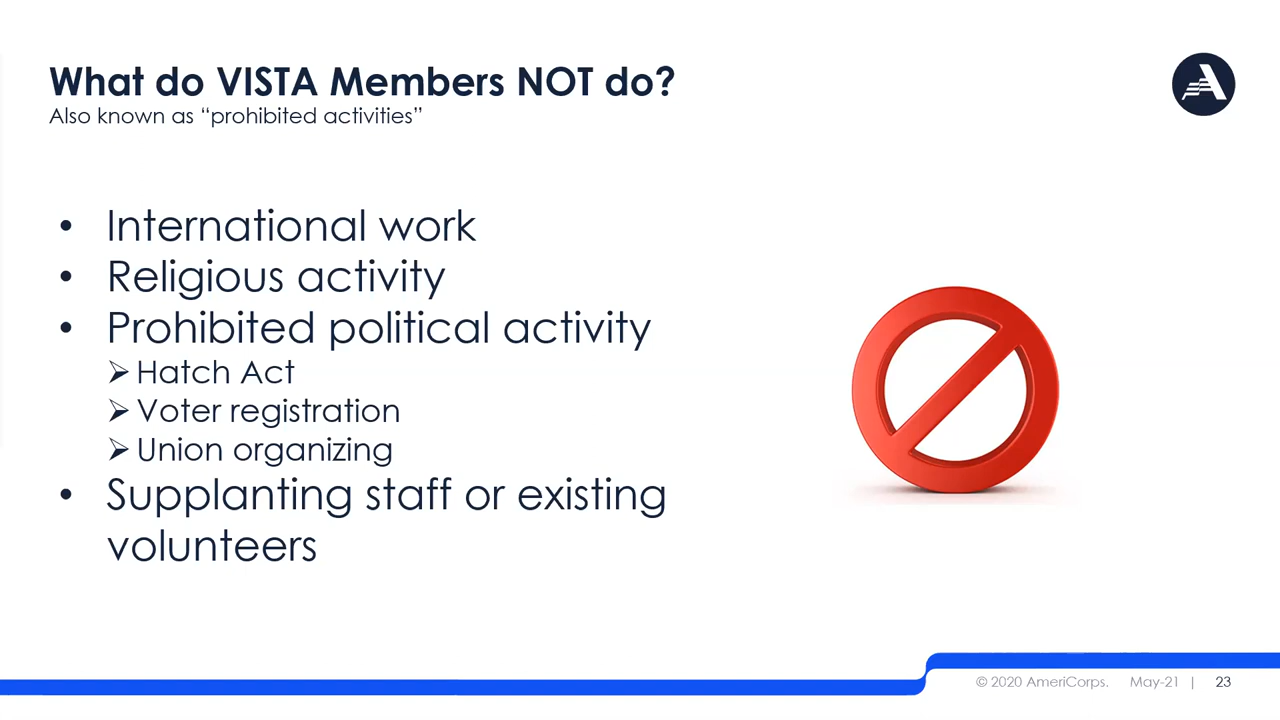 What do VISTA Members NOT do?
Also known as “prohibited activities”
• International work
• Religious activity
• Prohibited political activity
➢ Hatch Act
➢ Voter registration
➢ Union organizing
• Supplanting staff or existing
volunteers
© 2020 AmeriCorps. May-21 | 23